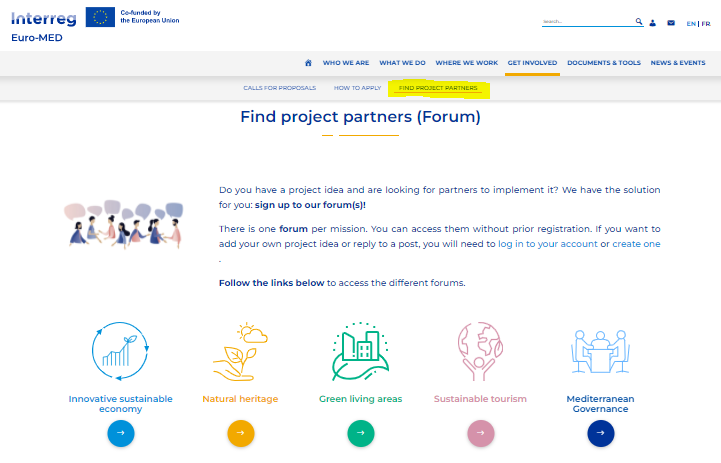 Interreg
Co-funded by
the European Union
Euro-MED
Search...
EN | FR
WHO WE ARE WHAT WE DO WHERE WE WORK GET INVOLVED DOCUMENTS & TOOLS NEWS & EVENTS
CALLS FOR PROPOSALS HOW TO APPLY FIND PROJECT PARTNERS
Find project partners (Forum)
Do you have a project idea and are looking for partners to implement it? We have the solution
for you: sign up to our forum(s)!
There is one forum per mission. You can access them without prior registration. If you want to
add your own project idea or reply to a post, you will need to log in to your account or create one
.
Follow the links below to access the different forums.
Innovative sustainable
economy
Natural heritage
Green living areas
Sustainable tourism
Mediterranean
Governance